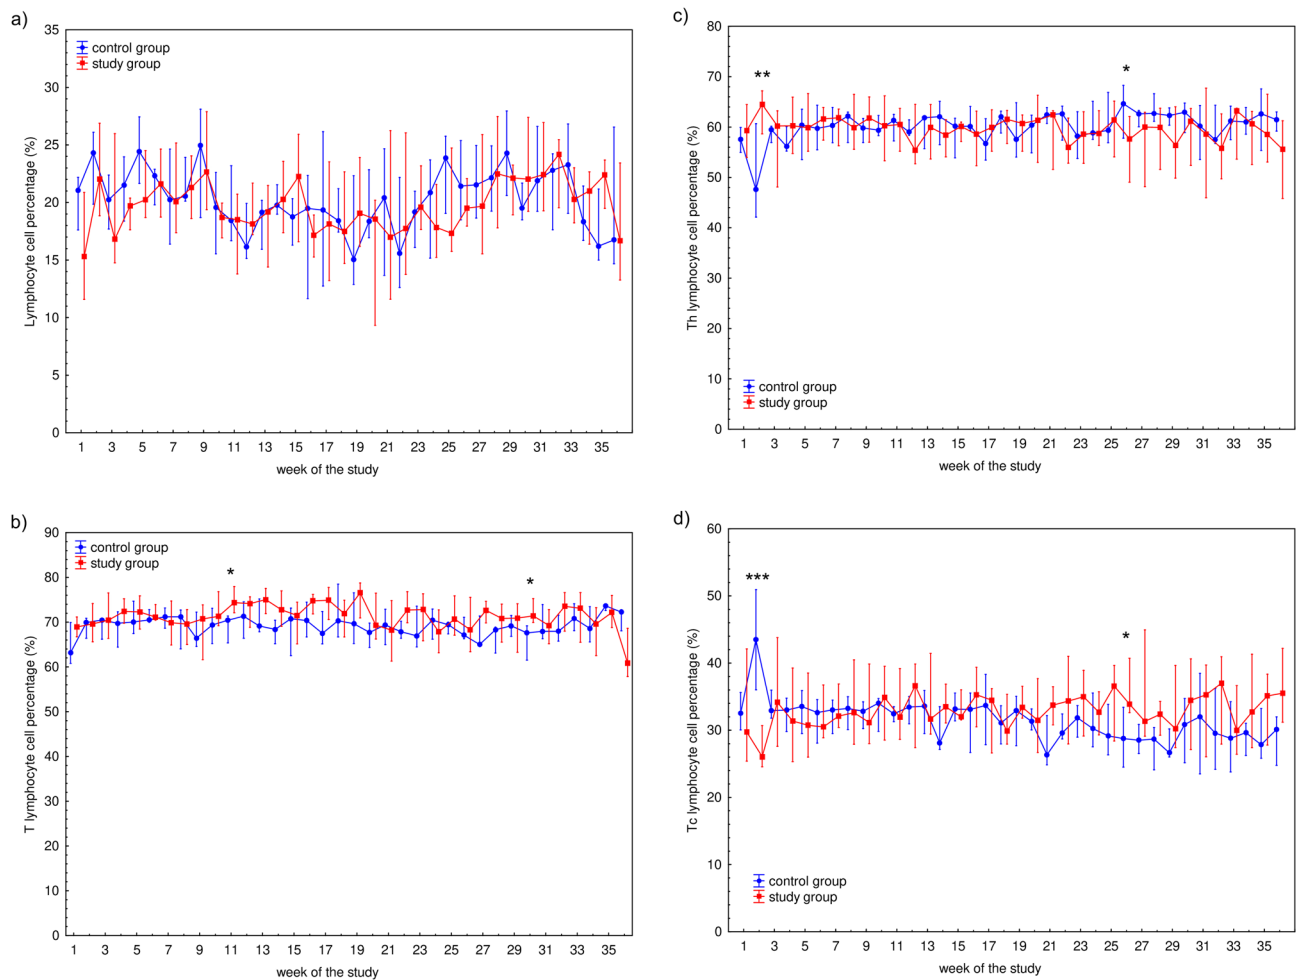 a)
Lymphocyte cell percentage (%)
35
30
25
20
15
10
5
0
control group
study group
1 3 5 7 9 11 13 15 17 19 21 23 25 27 29 31 33 35
week of the study
b)
T lymphocyte cell percentage (%)
90
80
70
60
50
40
30
20
10
0
control group
study group
*
*
1 3 5 7 9 11 13 15 17 19 21 23 25 27 29 31 33 35
week of the study
c)
Th lymphocyte cell percentage (%)
80
70
60
50
40
30
20
10
0
**
*
control group
study group
1 3 5 7 9 11 13 15 17 19 21 23 25 27 29 31 33 35
week of the study
d)
Tc lymphocyte cell percentage (%)
60
50
40
30
20
10
0
***
*
control group
study group
1 3 5 7 9 11 13 15 17 19 21 23 25 27 29 31 33 35
week of the study